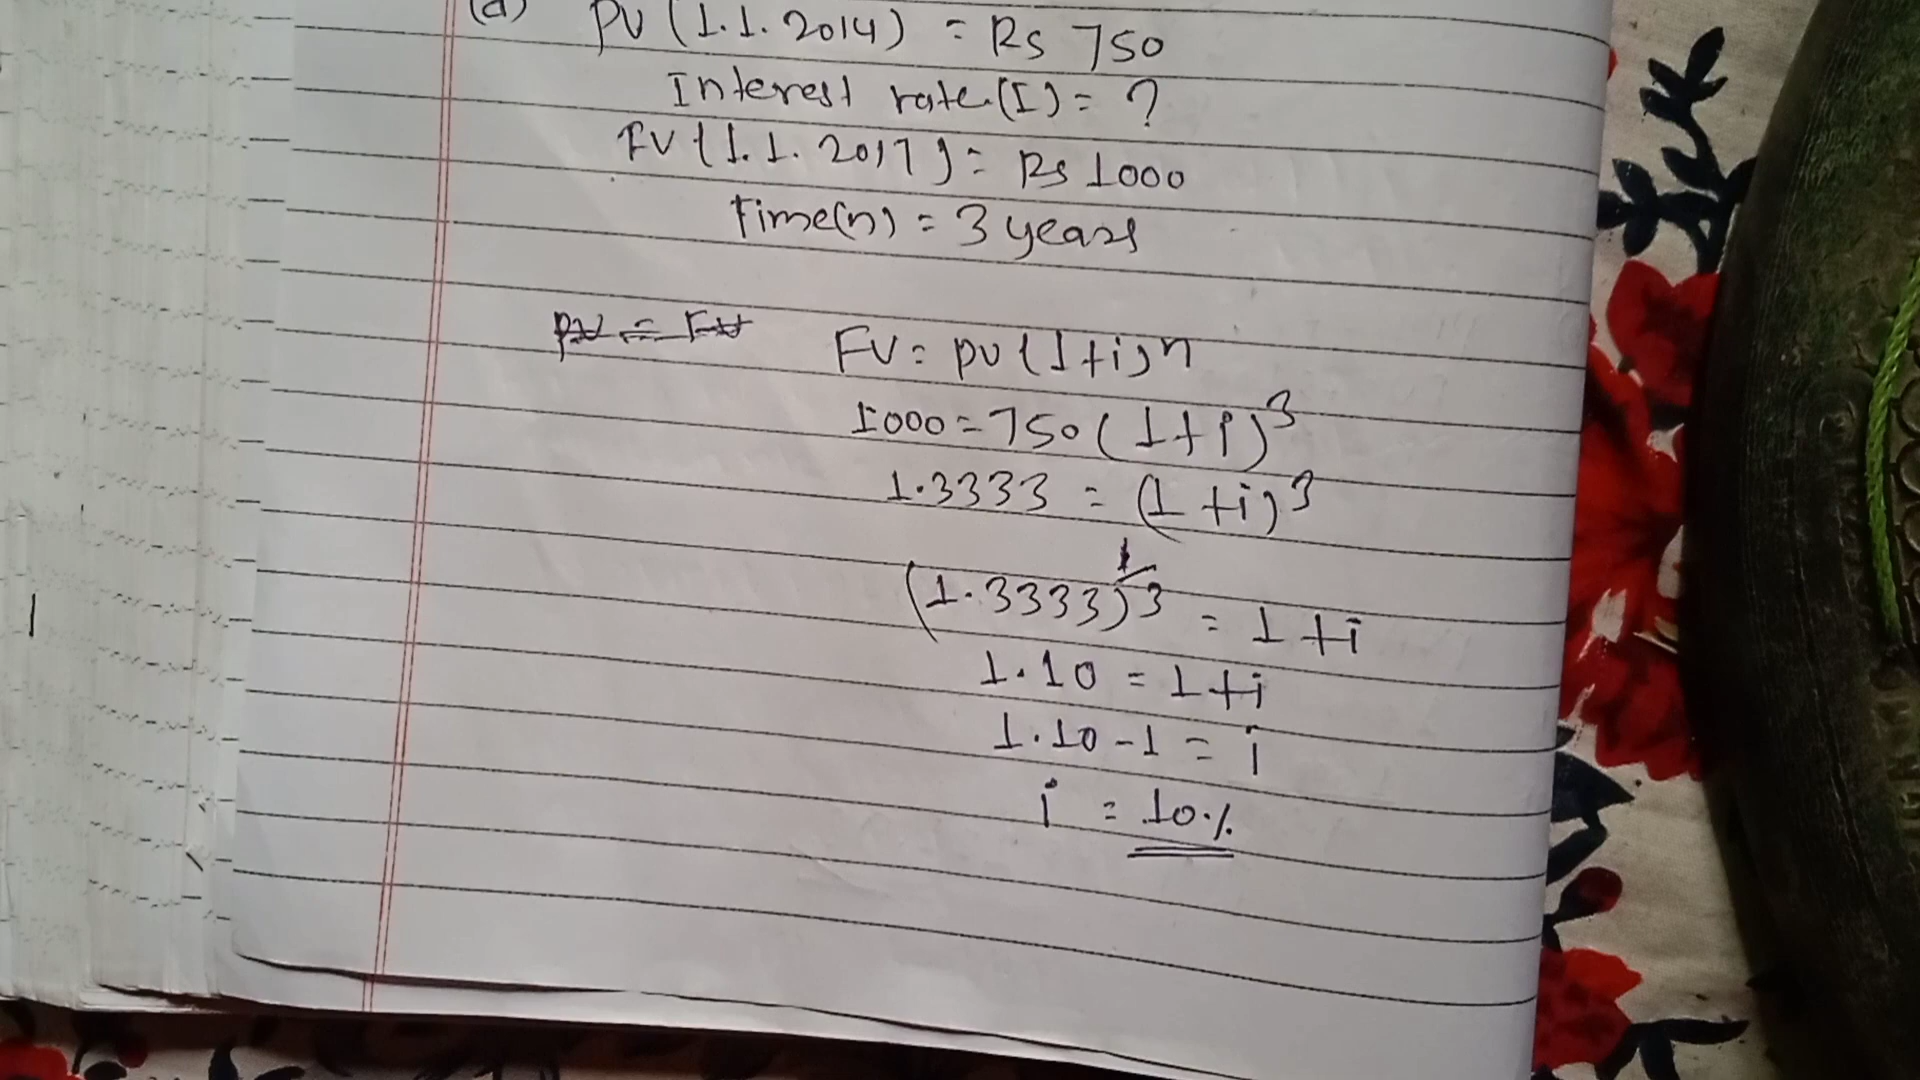 (a) PV (1.1.2014) = Rs 750
Interest rate (I) = ?
FV (1.1.2017) = Rs 1000
Time(n) = 3 years
PV = FV
FV = PV (1+i)n
1000 = 750 (1+i)³
1.3333 = (1+i)³
(1.3333)^1/3 = 1+i
1.10 = 1+i
1.10-1 = i
i = 10%